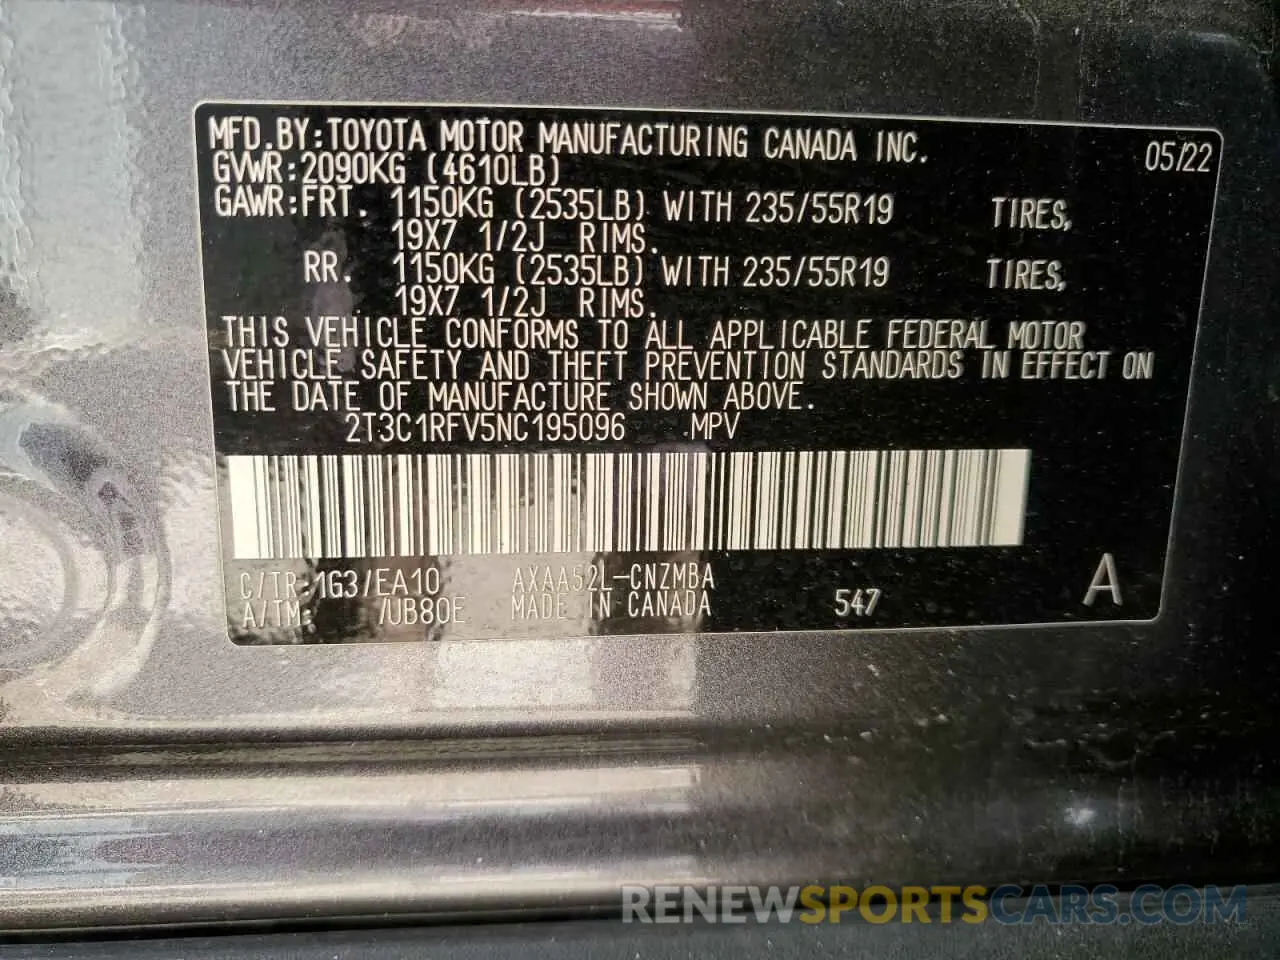 MFD.BY:TOYOTA MOTOR MANUFACTURING CANADA INC. 05/22
GVWR:2090KG (4610LB)
GAWR:FRT. 1150KG (2535LB) WITH 235/55R19 TIRES,
19X7 1/2J RIMS.
RR. 1150KG (2535LB) WITH 235/55R19 TIRES,
19X7 1/2J RIMS.
THIS VEHICLE CONFORMS TO ALL APPLICABLE FEDERAL MOTOR
VEHICLE SAFETY AND THEFT PREVENTION STANDARDS IN EFFECT ON
THE DATE OF MANUFACTURE SHOWN ABOVE.
2T3C1RFV5NC195096 MPV
C/TR:1G3/EA10 AXAA52L-CNZMBA
A/TM: /UB80E MADE IN CANADA 547 A
RENEWSPORTSCARS.COM